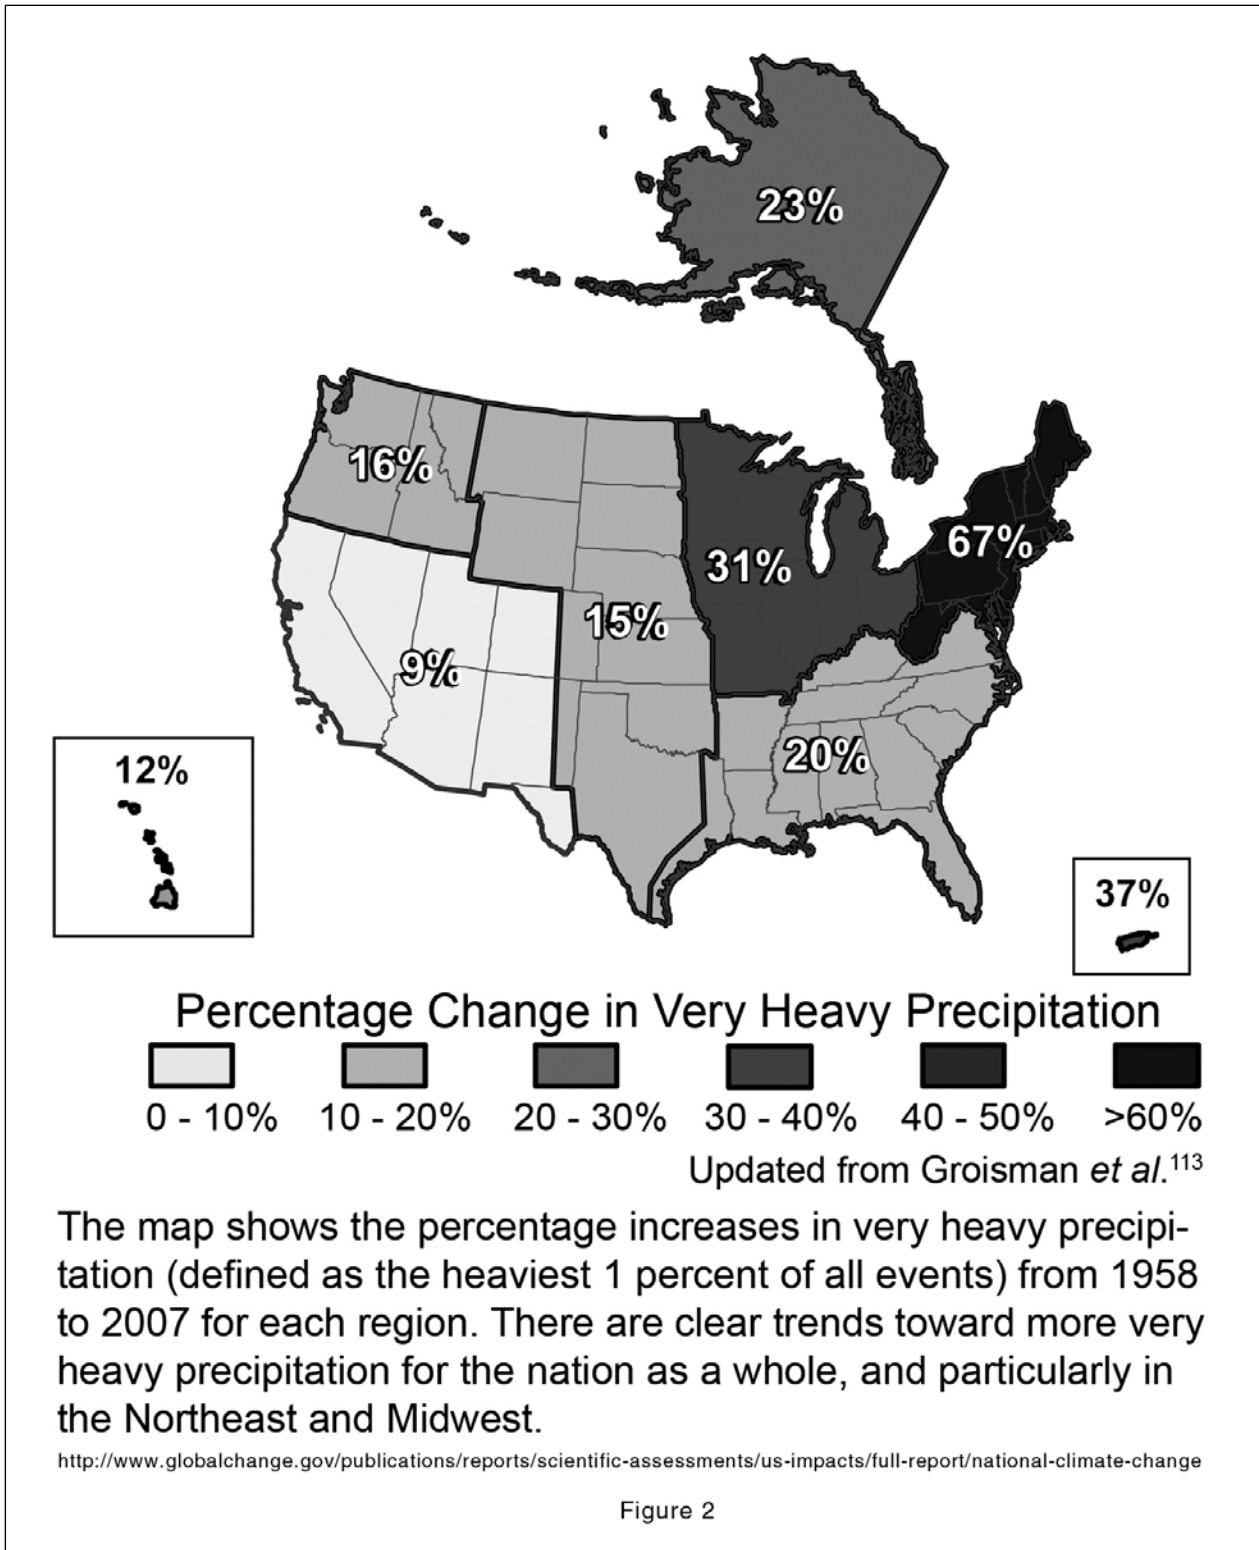 23%
16%
67%
31%
15%
9%
20%
12%
37%
Percentage Change in Very Heavy Precipitation
0 - 10% 10 - 20% 20 - 30% 30 - 40% 40 - 50% >60%
Updated from Groisman et al.113
The map shows the percentage increases in very heavy precipi-
tation (defined as the heaviest 1 percent of all events) from 1958
to 2007 for each region. There are clear trends toward more very
heavy precipitation for the nation as a whole, and particularly in
the Northeast and Midwest.
http://www.globalchange.gov/publications/reports/scientific-assessments/us-impacts/full-report/national-climate-change
Figure 2